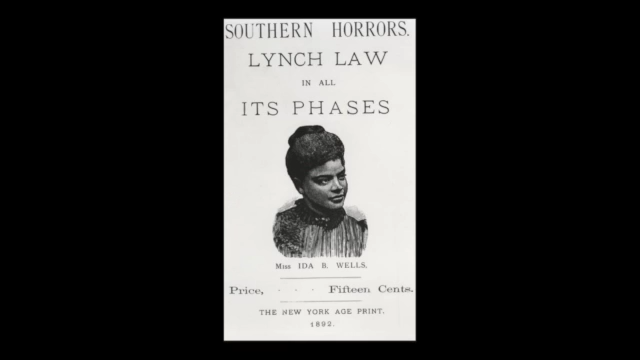 SOUTHERN HORRORS.
LYNCH LAW
IN ALL
ITS PHASES
Miss IDA B. WELLS,
Price, · · · Fifteen Cents.
THE NEW YORK AGE PRINT.
1892.